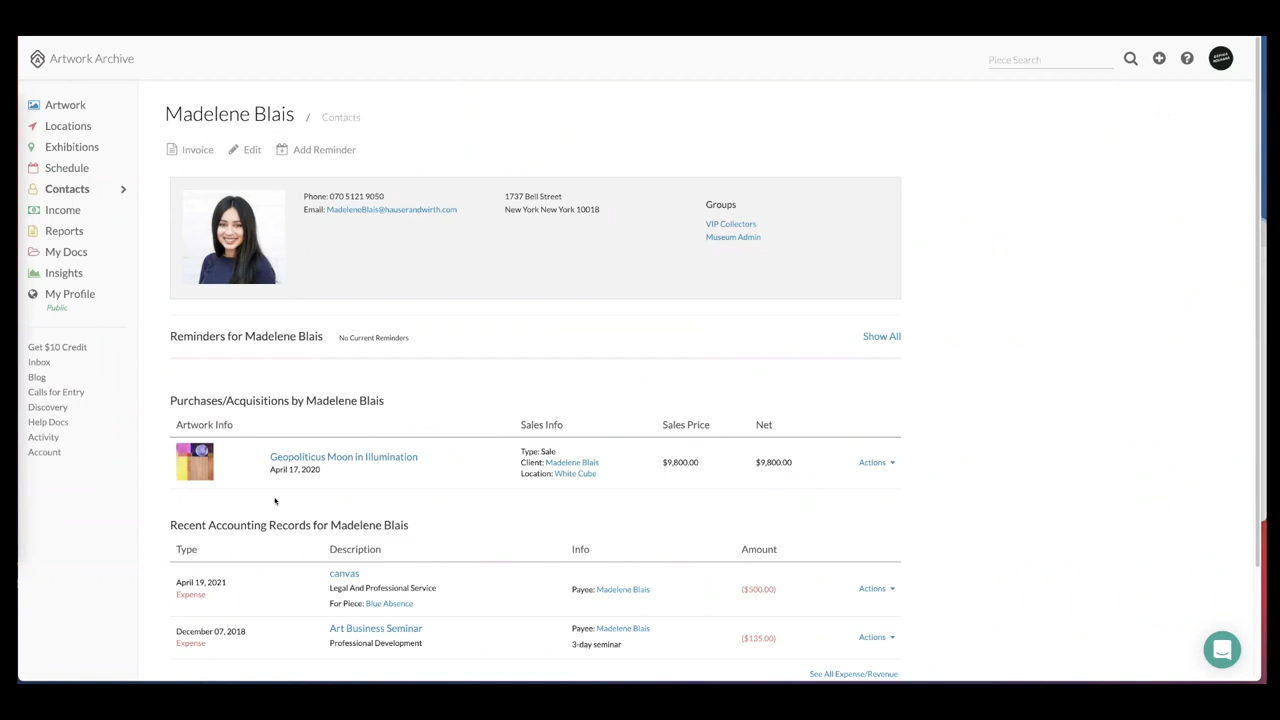 Artwork Archive
Piece Search
Artwork
Locations
Exhibitions
Schedule
Contacts
Income
Reports
My Docs
Insights
My Profile
Public
Get $10 Credit
Inbox
Blog
Calls for Entry
Discovery
Help Docs
Activity
Account
Madelene Blais / Contacts
Invoice Edit Add Reminder
Phone: 070 5121 9050
Email: MadeleneBlais@hauserandwirth.com
1737 Bell Street
New York New York 10018
Groups
VIP Collectors
Museum Admin
Reminders for Madelene Blais No Current Reminders Show All
Purchases/Acquisitions by Madelene Blais
Artwork Info Sales Info Sales Price Net
Geopoliticus Moon in Illumination
April 17, 2020
Type: Sale
Client: Madelene Blais
Location: White Cube
$9,800.00 $9,800.00 Actions
Recent Accounting Records for Madelene Blais
Type Description Info Amount
April 19, 2021
Expense
canvas
Legal And Professional Service
For Piece: Blue Absence
Payee: Madelene Blais
($500.00) Actions
December 07, 2018
Expense
Art Business Seminar
Professional Development
Payee: Madelene Blais
3-day seminar
($135.00) Actions
See All Expense/Revenue